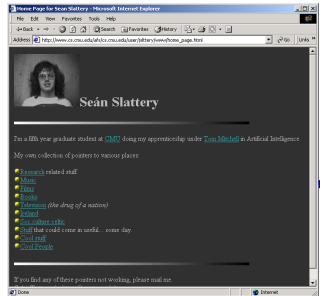 Home Page for Sean Slattery - Microsoft Internet Explorer
File Edit View Favorites Tools Help
Back Search Favorites History
Address http://www.cs.cmu.edu/afs/cs.cmu.edu/user/jslttery/www/home_page.html Go Links
Seán Slattery
I'm a fifth year graduate student at CMU doing my apprenticeship under Tom Mitchell in Artificial Intelligence.
My own collection of pointers to various places:
Research related stuff
Music
Films
Books
Television (the drug of a nation)
Ireland
Stuff that could come in useful... some day.
Cool stuff
Cool People
If you find any of these pointers not working, please mail me.
Done Internet